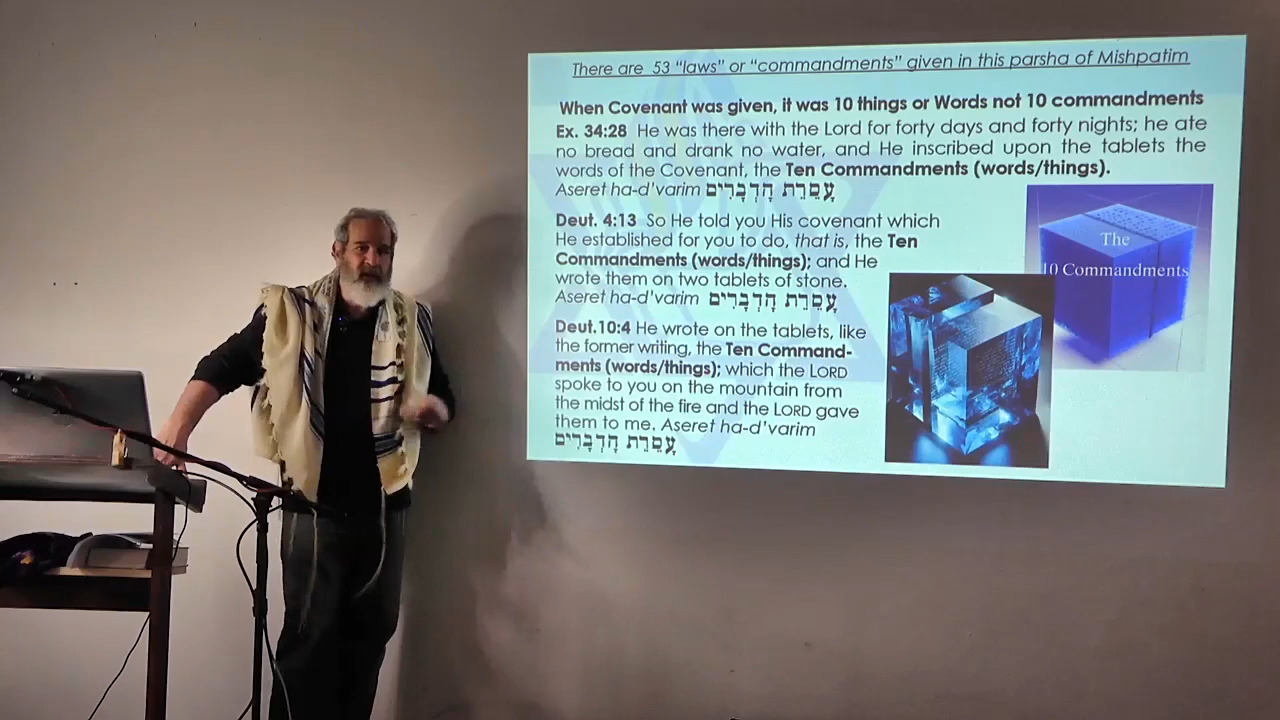 There are 53 “laws” or “commandments” given in this parsha of Mishpatim
When Covenant was given, it was 10 things or Words not 10 commandments
Ex. 34:28 He was there with the Lord for forty days and forty nights; he ate
no bread and drank no water, and He inscribed upon the tablets the
words of the Covenant, the Ten Commandments (words/things).
Aseret ha-d’varim עֲסֵרֵת הָדְבָרִים
Deut. 4:13 So He told you His covenant which
He established for you to do, that is, the Ten
Commandments (words/things); and He
wrote them on two tablets of stone.
Aseret ha-d’varim עֲסֵרֵת הָדְבָרִים
Deut.10:4 He wrote on the tablets, like
the former writing, the Ten Command-
ments (words/things); which the LORD
spoke to you on the mountain from
the midst of the fire and the LORD gave
them to me. Aseret ha-d’varim
עֲסֵרֵת הָדְבָרִים
The
10 Commandments